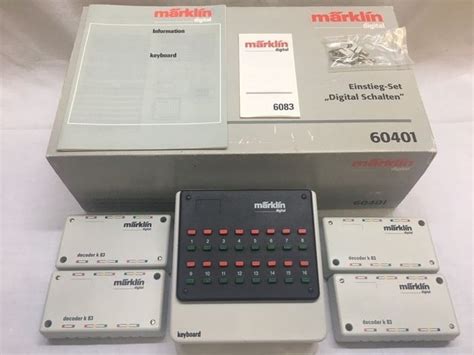 märklin
digital
Information
keyboard
märklin
digital
6083
märklin
digital
Einstieg-Set
„Digital Schalten"
60401
60401
märklin
digital
decoder k 83
märklin
digital
decoder k 83
märklin
digital
1 2 3 4 5 6 7 8
9 10 11 12 13 14 15 16
keyboard
märklin
digital
decoder k 83
märklin
digital
decoder k 83